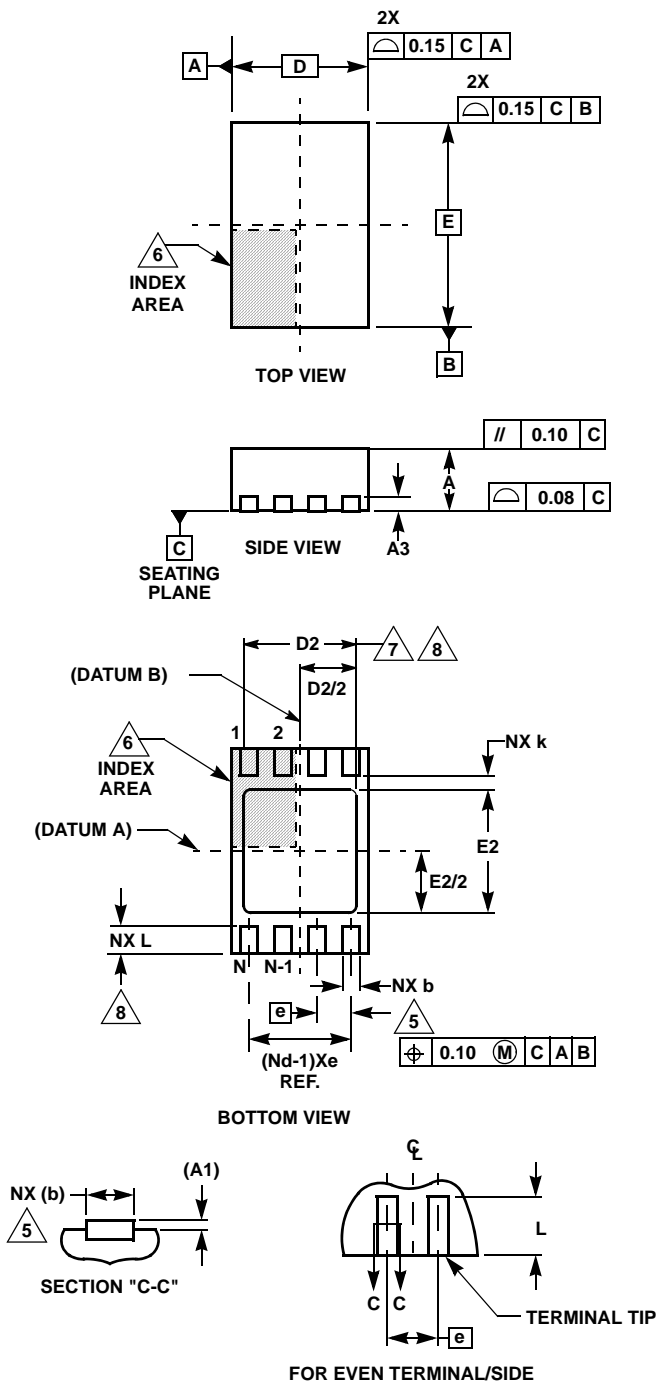 2X
0.15 C A
A D
2X
0.15 C B
E
6
INDEX
AREA
B
TOP VIEW
// 0.10 C
A
0.08 C
C
SIDE VIEW
A3
SEATING
PLANE
D2
7 8
(DATUM B)
D2/2
1 2
6
INDEX
AREA
NX k
(DATUM A)
E2
E2/2
NX L
N N-1
NX b
8
e
5
(Nd-1)Xe
REF.
⌖ 0.10 Ⓜ C A B
BOTTOM VIEW
(A1)
NX (b)
5
SECTION "C-C"
℄
L
C C
TERMINAL TIP
e
FOR EVEN TERMINAL/SIDE